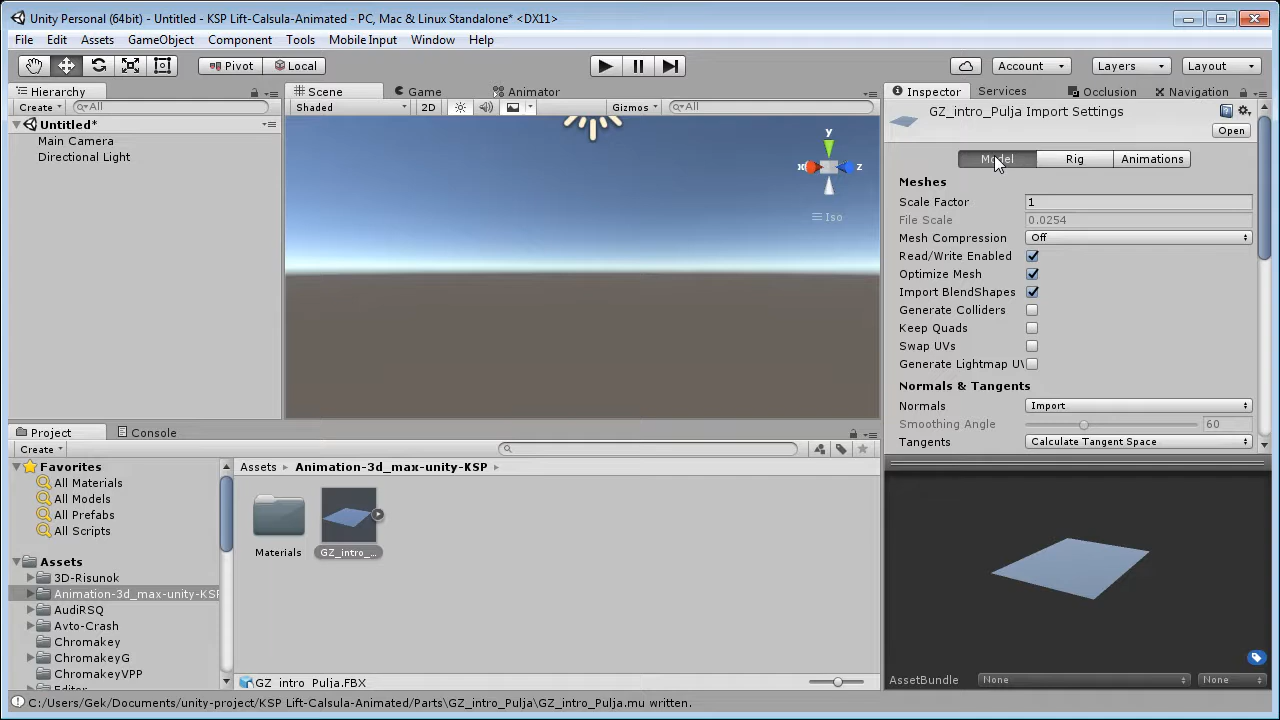 Unity Personal (64bit) - Untitled - KSP Lift-Calsula-Animated - PC, Mac & Linux Standalone* <DX11>
File Edit Assets GameObject Component Tools Mobile Input Window Help
Pivot Local Account Layers Layout
Hierarchy
Create All
Untitled*
Main Camera
Directional Light
Scene Game Animator
Shaded 2D Gizmos All
y
x z
Iso
Inspector Services Occlusion Navigation
GZ_intro_Pulja Import Settings
Open
Model Rig Animations
Meshes
Scale Factor 1
File Scale 0.0254
Mesh Compression Off
Read/Write Enabled
Optimize Mesh
Import BlendShapes
Generate Colliders
Keep Quads
Swap UVs
Generate Lightmap U
Normals & Tangents
Normals Import
Smoothing Angle 60
Tangents Calculate Tangent Space
Project Console
Create
Favorites
All Materials
All Models
All Prefabs
All Scripts
Assets
3D-Risunok
Animation-3d_max-unity-KSP
AudiRSQ
Avto-Crash
Chromakey
ChromakeyG
ChromakeyVPP
Assets Animation-3d_max-unity-KSP
Materials GZ_intro_...
GZ_intro_Pulja.FBX
AssetBundle None None
C:/Users/Gek/Documents/unity-project/KSP Lift-Calsula-Animated/Parts\GZ_intro_Pulja\GZ_intro_Pulja.mu written.